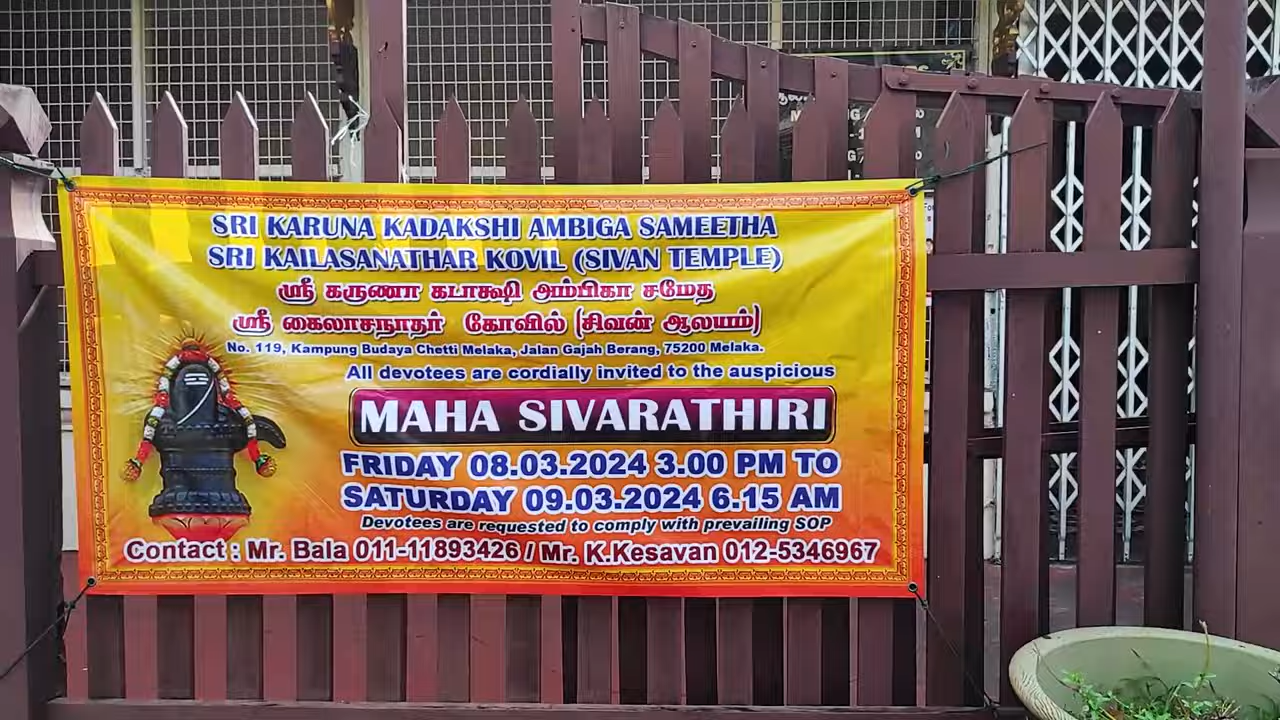 SRI KARUNA KADAKSHI AMBIGA SAMEETHA
SRI KAILASANATHAR KOVIL (SIVAN TEMPLE)
ஸ்ரீ கருணா கடாக்ஷி அம்பிகா சமேத
ஸ்ரீ கைலாசநாதர் கோவில் (சிவன் ஆலயம்)
No. 119, Kampung Budaya Chetti Melaka, Jalan Gajah Berang, 75200 Melaka.
All devotees are cordially invited to the auspicious
MAHA SIVARATHIRI
FRIDAY 08.03.2024 3.00 PM TO
SATURDAY 09.03.2024 6.15 AM
Devotees are requested to comply with prevailing SOP
Contact : Mr. Bala 011-11893426 / Mr. K.Kesavan 012-5346967